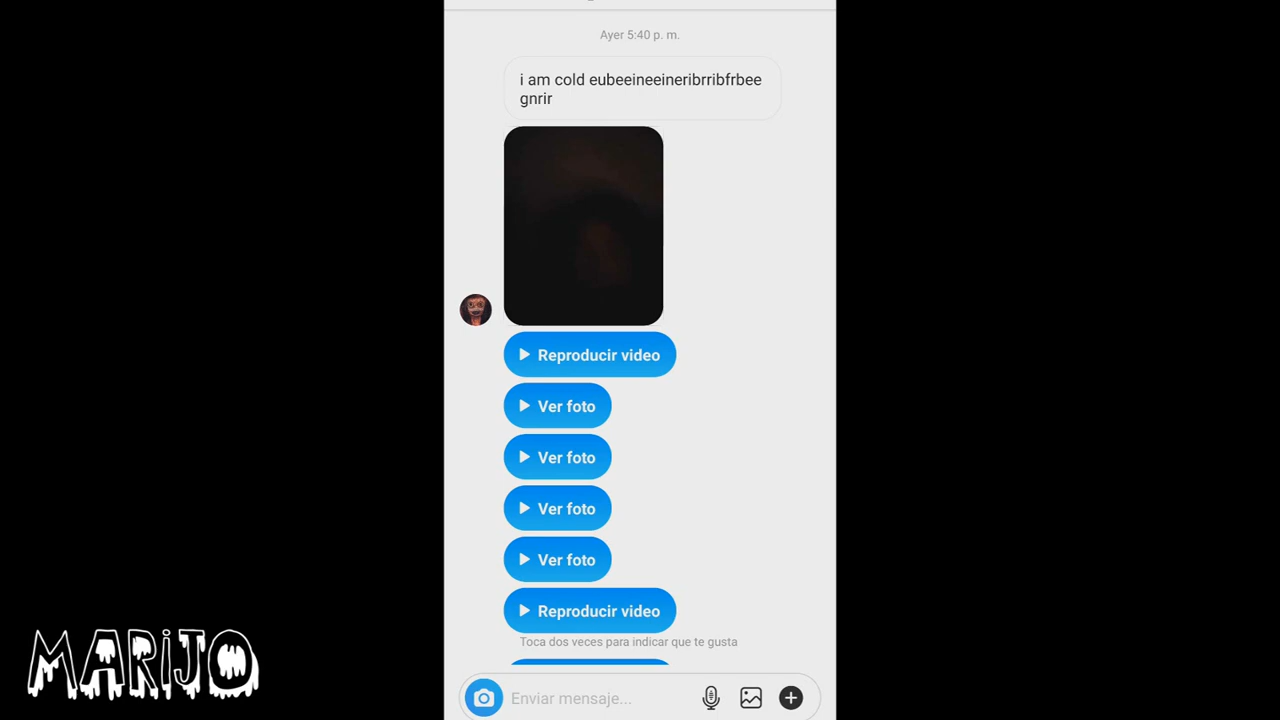 Ayer 5:40 p. m.
i am cold eubeeineeineribrribfrbee
gnrir
Reproducir video
Ver foto
Ver foto
Ver foto
Ver foto
Reproducir video
Toca dos veces para indicar que te gusta
Enviar mensaje...
MARiJO